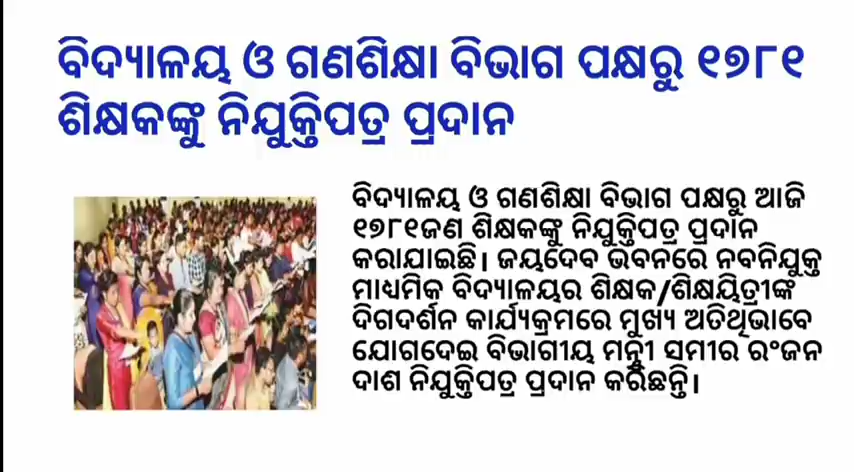 ବିଦ୍ୟାଳୟ ଓ ଗଣଶିକ୍ଷା ବିଭାଗ ପକ୍ଷରୁ ୧୭୮୧
ଶିକ୍ଷକଙ୍କୁ ନିଯୁକ୍ତିପତ୍ର ପ୍ରଦାନ
ବିଦ୍ୟାଳୟ ଓ ଗଣଶିକ୍ଷା ବିଭାଗ ପକ୍ଷରୁ ଆଜି
୧୭୮୧ଜଣ ଶିକ୍ଷକଙ୍କୁ ନିଯୁକ୍ତିପତ୍ର ପ୍ରଦାନ
କରାଯାଇଛି। ଜୟଦେବ ଭବନରେ ନବନିଯୁକ୍ତ
ମାଧ୍ୟମିକ ବିଦ୍ୟାଳୟର ଶିକ୍ଷକ/ଶିକ୍ଷୟିତ୍ରୀଙ୍କ
ଦିଗଦର୍ଶନ କାର୍ଯ୍ୟକ୍ରମରେ ମୁଖ୍ୟ ଅତିଥିଭାବେ
ଯୋଗଦେଇ ବିଭାଗୀୟ ମନ୍ତ୍ରୀ ସମୀର ରଂଜନ
ଦାଶ ନିଯୁକ୍ତିପତ୍ର ପ୍ରଦାନ କରିଛନ୍ତି।